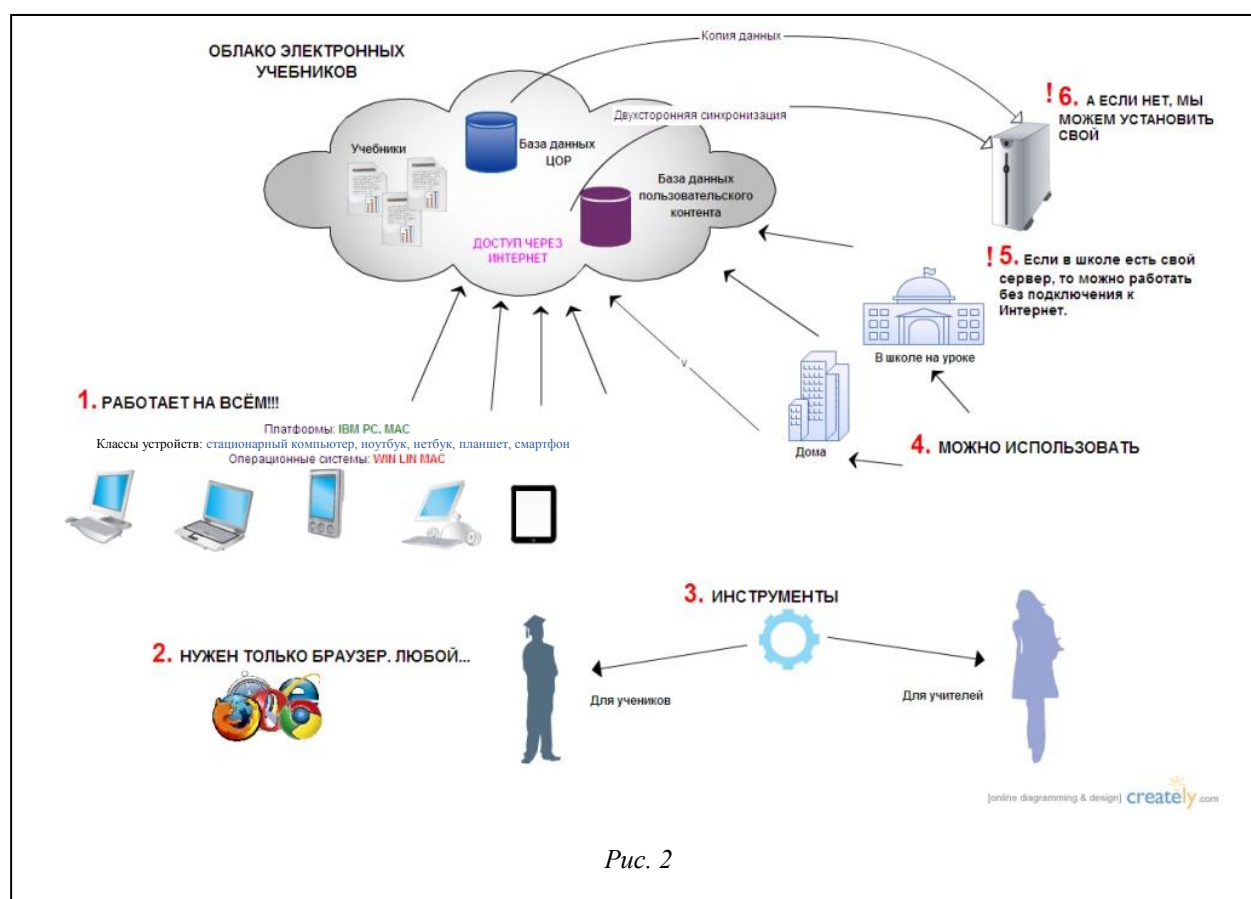 ОБЛАКО ЭЛЕКТРОННЫХ
УЧЕБНИКОВ
Копия данных
Двухсторонняя синхронизация
Учебники
База данных
ЦОР
База данных
пользовательского
контента
ДОСТУП ЧЕРЕЗ
ИНТЕРНЕТ
! 6. А ЕСЛИ НЕТ, МЫ
МОЖЕМ УСТАНОВИТЬ
СВОЙ
! 5. Если в школе есть свой
сервер, то можно работать
без подключения к
Интернет.
В школе на уроке
V
Дома
4. МОЖНО ИСПОЛЬЗОВАТЬ
1. РАБОТАЕТ НА ВСЁМ!!!
Платформы: IBM PC. MAC
Классы устройств: стационарный компьютер, ноутбук, нетбук, планшет, смартфон
Операционные системы: WIN LIN MAC
3. ИНСТРУМЕНТЫ
2. НУЖЕН ТОЛЬКО БРАУЗЕР. ЛЮБОЙ...
Для учеников
Для учителей
[online diagramming & design] creately.com
Рис. 2